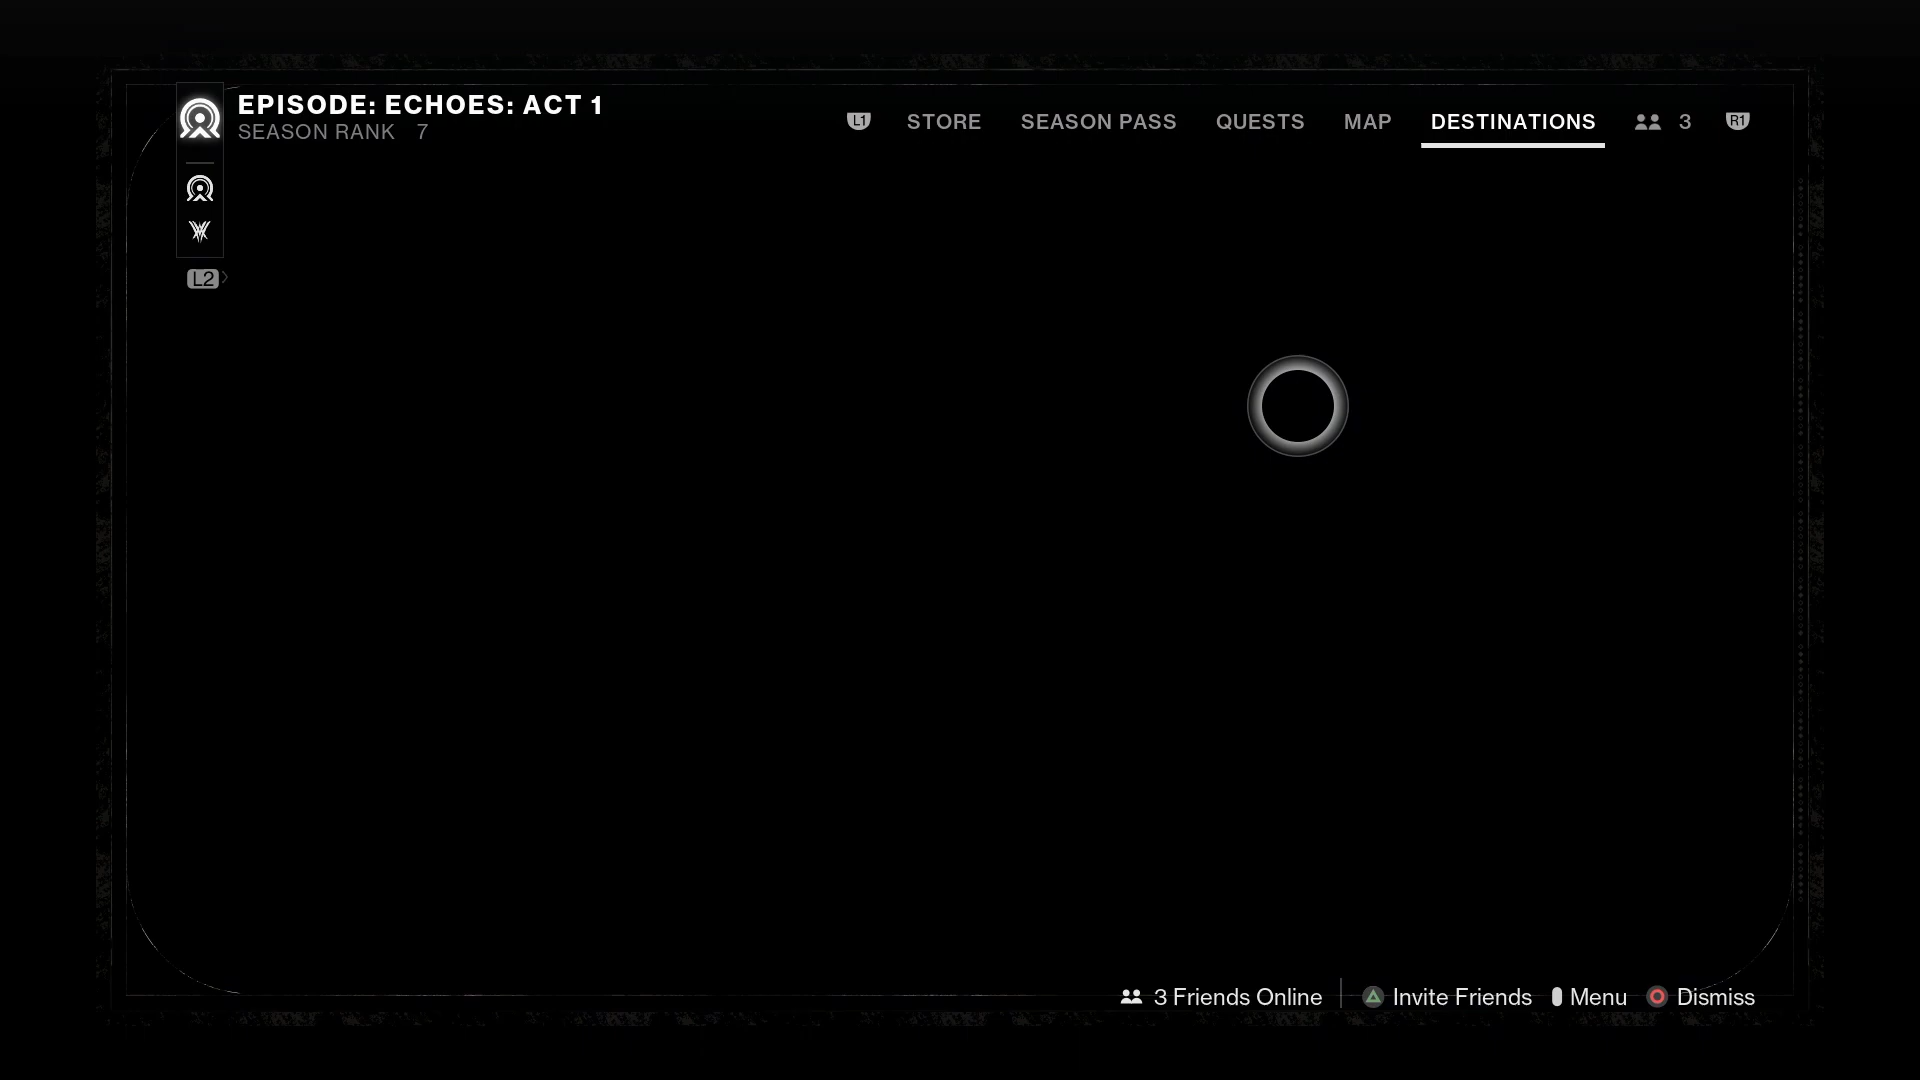 EPISODE: ECHOES: ACT 1
SEASON RANK 7
L1 STORE SEASON PASS QUESTS MAP DESTINATIONS 3 R1
L2
3 Friends Online Invite Friends Menu Dismiss